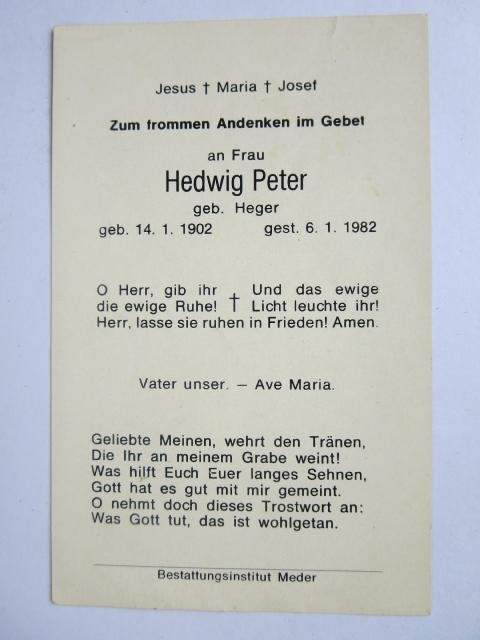 Jesus † Maria † Josef
Zum frommen Andenken im Gebet
an Frau
Hedwig Peter
geb. Heger
geb. 14. 1. 1902 gest. 6. 1. 1982
O Herr, gib ihr † Und das ewige
die ewige Ruhe! Licht leuchte ihr!
Herr, lasse sie ruhen in Frieden! Amen.
Vater unser. – Ave Maria.
Geliebte Meinen, wehrt den Tränen,
Die Ihr an meinem Grabe weint!
Was hilft Euch Euer langes Sehnen,
Gott hat es gut mit mir gemeint.
O nehmt doch dieses Trostwort an:
Was Gott tut, das ist wohlgetan.
Bestattungsinstitut Meder